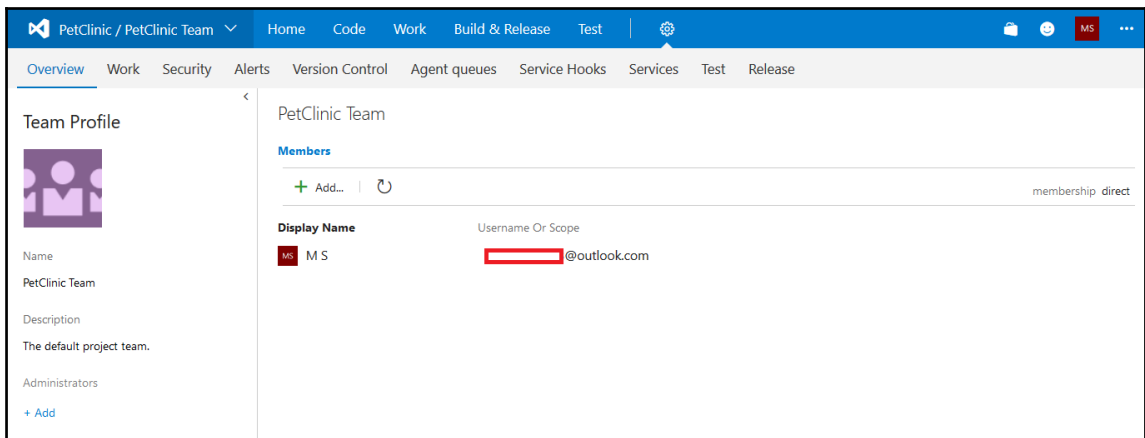 PetClinic / PetClinic Team Home Code Work Build & Release Test MS
Overview Work Security Alerts Version Control Agent queues Service Hooks Services Test Release
Team Profile
Name
PetClinic Team
Description
The default project team.
Administrators
+ Add
PetClinic Team
Members
+ Add...
membership direct
Display Name Username Or Scope
MS M S @outlook.com